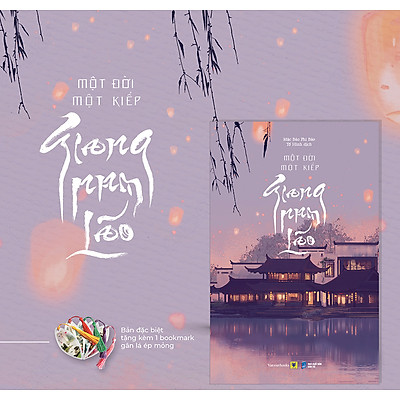 MỘT ĐỜI
MỘT KIẾP
Giang
nam
Lão
Bản đặc biệt
tặng kèm 1 bookmark
gắn lá ép mỏng
MỘT ĐỜI
MỘT KIẾP
Giang
nam
Lão